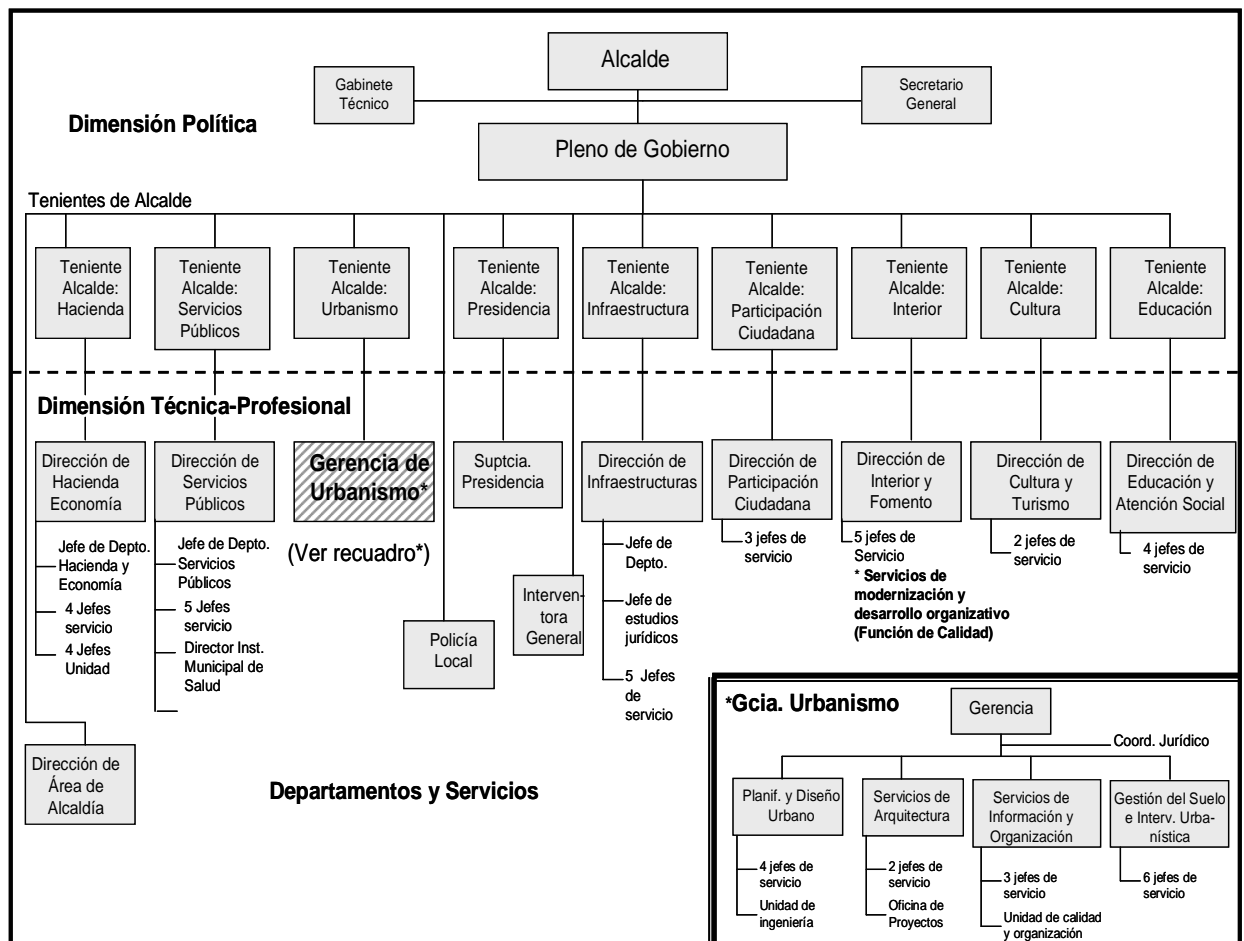 Alcalde
Gabinete
Técnico
Secretario
General
Dimensión Política
Pleno de Gobierno
Tenientes de Alcalde
Teniente
Alcalde:
Hacienda
Teniente
Alcalde:
Servicios
Públicos
Teniente
Alcalde:
Urbanismo
Teniente
Alcalde:
Presidencia
Teniente
Alcalde:
Infraestructura
Teniente
Alcalde:
Participación
Ciudadana
Teniente
Alcalde:
Interior
Teniente
Alcalde:
Cultura
Teniente
Alcalde:
Educación
Dimensión Técnica-Profesional
Dirección de
Hacienda
Economía
Dirección de
Servicios
Públicos
Gerencia de
Urbanismo*
Suptcia.
Presidencia
Dirección de
Infraestructuras
Dirección de
Participación
Ciudadana
Dirección de
Interior y
Fomento
Dirección de
Cultura y
Turismo
Dirección de
Educación y
Atención Social
Jefe de Depto.
Hacienda y
Economía
4 Jefes
servicio
4 Jefes
Unidad
Jefe de Depto.
Servicios
Públicos
5 Jefes
servicio
Director Inst.
Municipal de
Salud
(Ver recuadro*)
Policía
Local
Interven-
tora
General
Jefe de
Depto.
Jefe de
estudios
jurídicos
5 Jefes
de
servicio
3 jefes de
servicio
5 jefes de
Servicio
* Servicios de
modernización y
desarrollo organizativo
(Función de Calidad)
2 jefes de
servicio
4 jefes de
servicio
Dirección de
Área de
Alcaldía
Departamentos y Servicios
*Gcia. Urbanismo
Gerencia
Coord. Jurídico
Planif. y Diseño
Urbano
Servicios de
Arquitectura
Servicios de
Información y
Organización
Gestión del Suelo
e Interv. Urba-
nística
4 jefes de
servicio
Unidad de
ingeniería
2 jefes de
servicio
Oficina de
Proyectos
3 jefes de
servicio
Unidad de calidad
y organización
6 jefes de
servicio